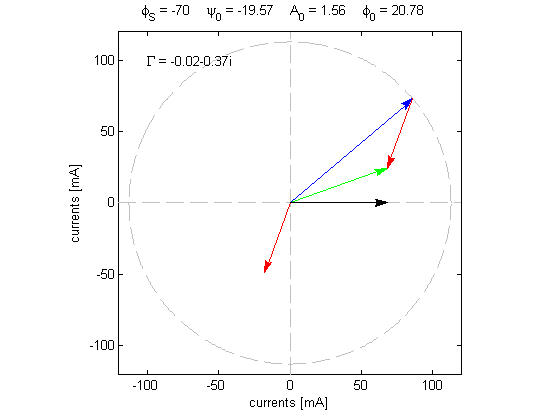 ϕS = -70 ψ0 = -19.57 A0 = 1.56 ϕ0 = 20.78
Γ = -0.02-0.37i
100
50
0
-50
-100
currents [mA]
-100 -50 0 50 100
currents [mA]